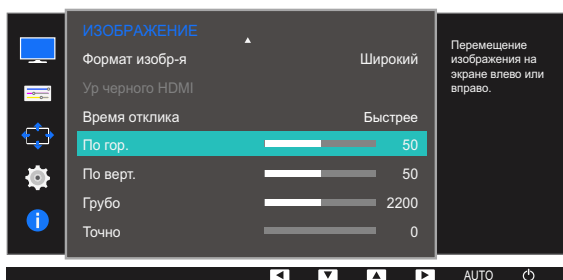 ИЗОБРАЖЕНИЕ
Формат изобр-я Широкий
Ур черного HDMI
Время отклика Быстрее
По гор. 50
По верт. 50
Грубо 2200
Точно 0
Перемещение
изображения на
экране влево или
вправо.
AUTO